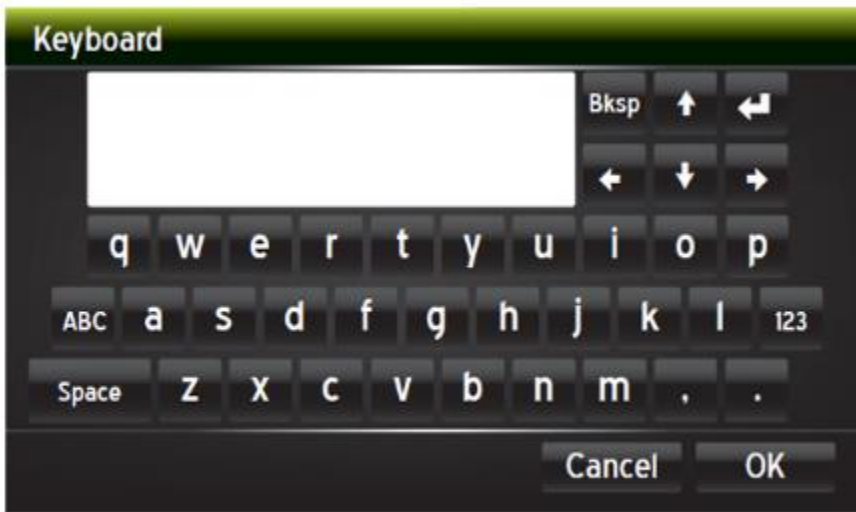 Keyboard
Bksp ↑ ↵
← ↓ →
q w e r t y u i o p
ABC a s d f g h j k l 123
Space z x c v b n m , .
Cancel OK